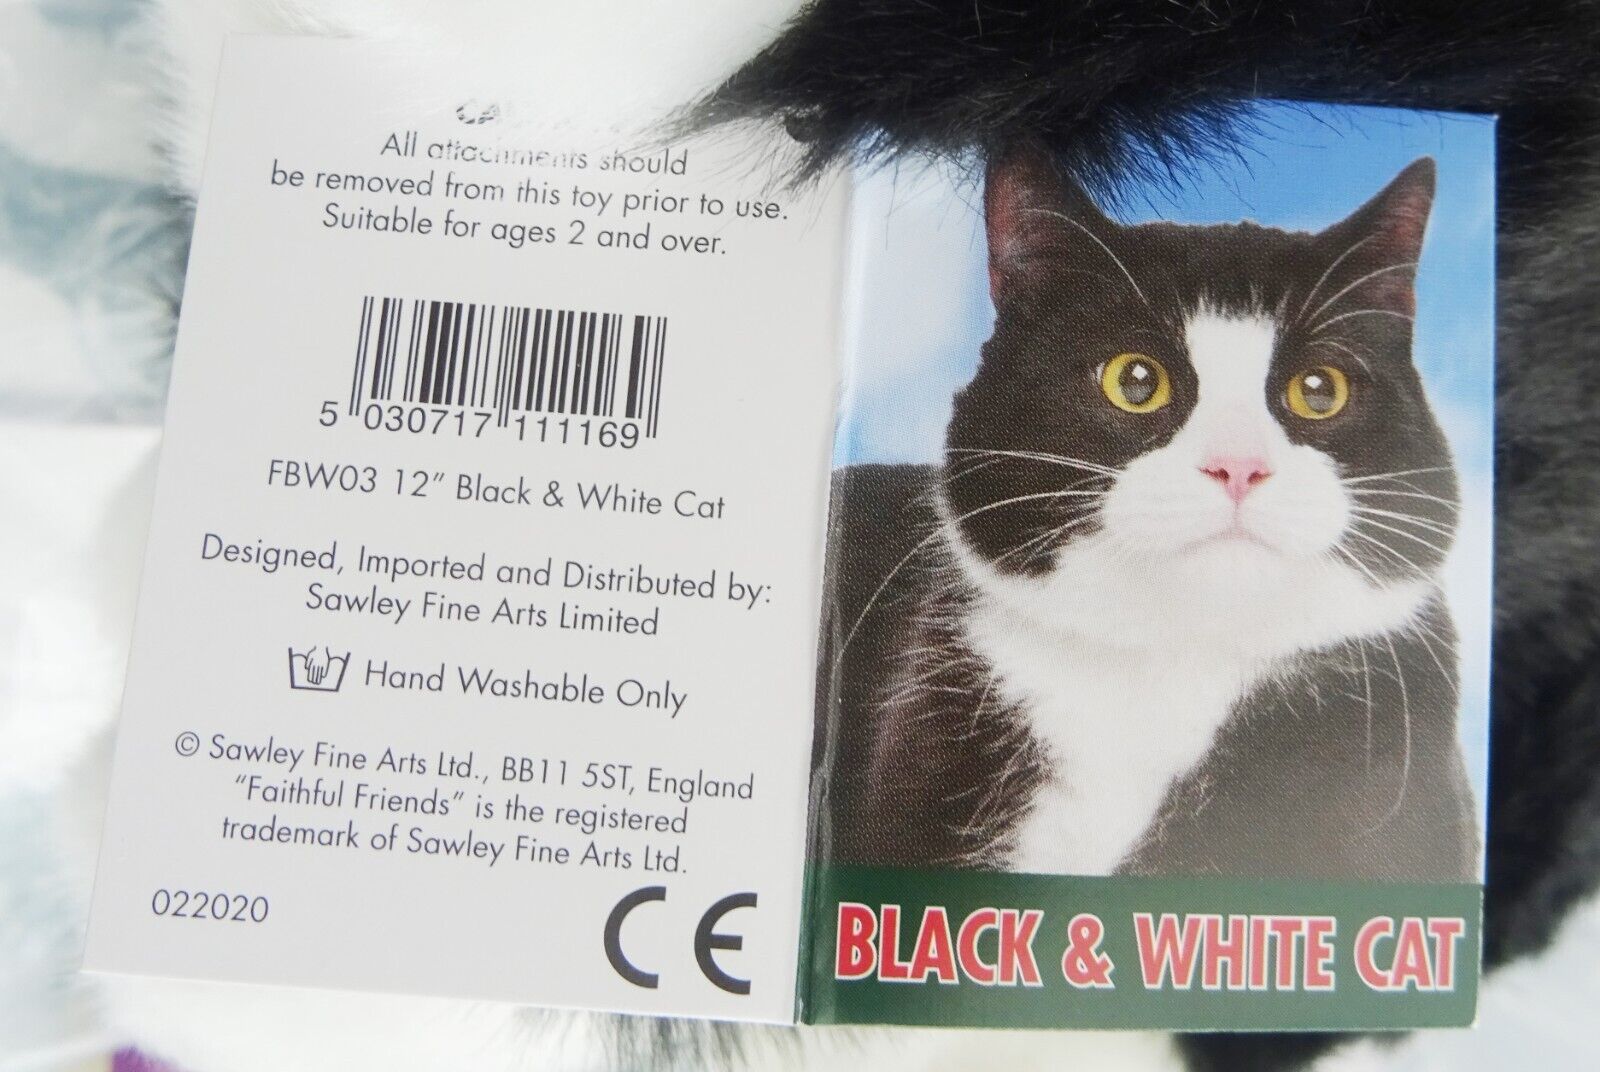 All attachments should
be removed from this toy prior to use.
Suitable for ages 2 and over.
5 030717 111169
FBW03 12" Black & White Cat
Designed, Imported and Distributed by:
Sawley Fine Arts Limited
Hand Washable Only
© Sawley Fine Arts Ltd., BB11 5ST, England
"Faithful Friends" is the registered
trademark of Sawley Fine Arts Ltd.
022020
CE
BLACK & WHITE CAT